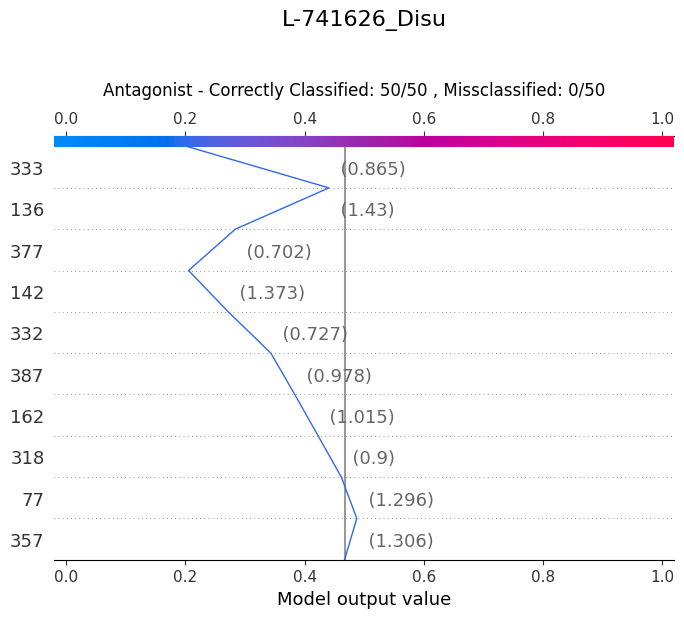 L-741626_Disu
Antagonist - Correctly Classified: 50/50 , Missclassified: 0/50
0.0 0.2 0.4 0.6 0.8 1.0
333 (0.865)
136 (1.43)
377 (0.702)
142 (1.373)
332 (0.727)
387 (0.978)
162 (1.015)
318 (0.9)
77 (1.296)
357 (1.306)
0.0 0.2 0.4 0.6 0.8 1.0
Model output value